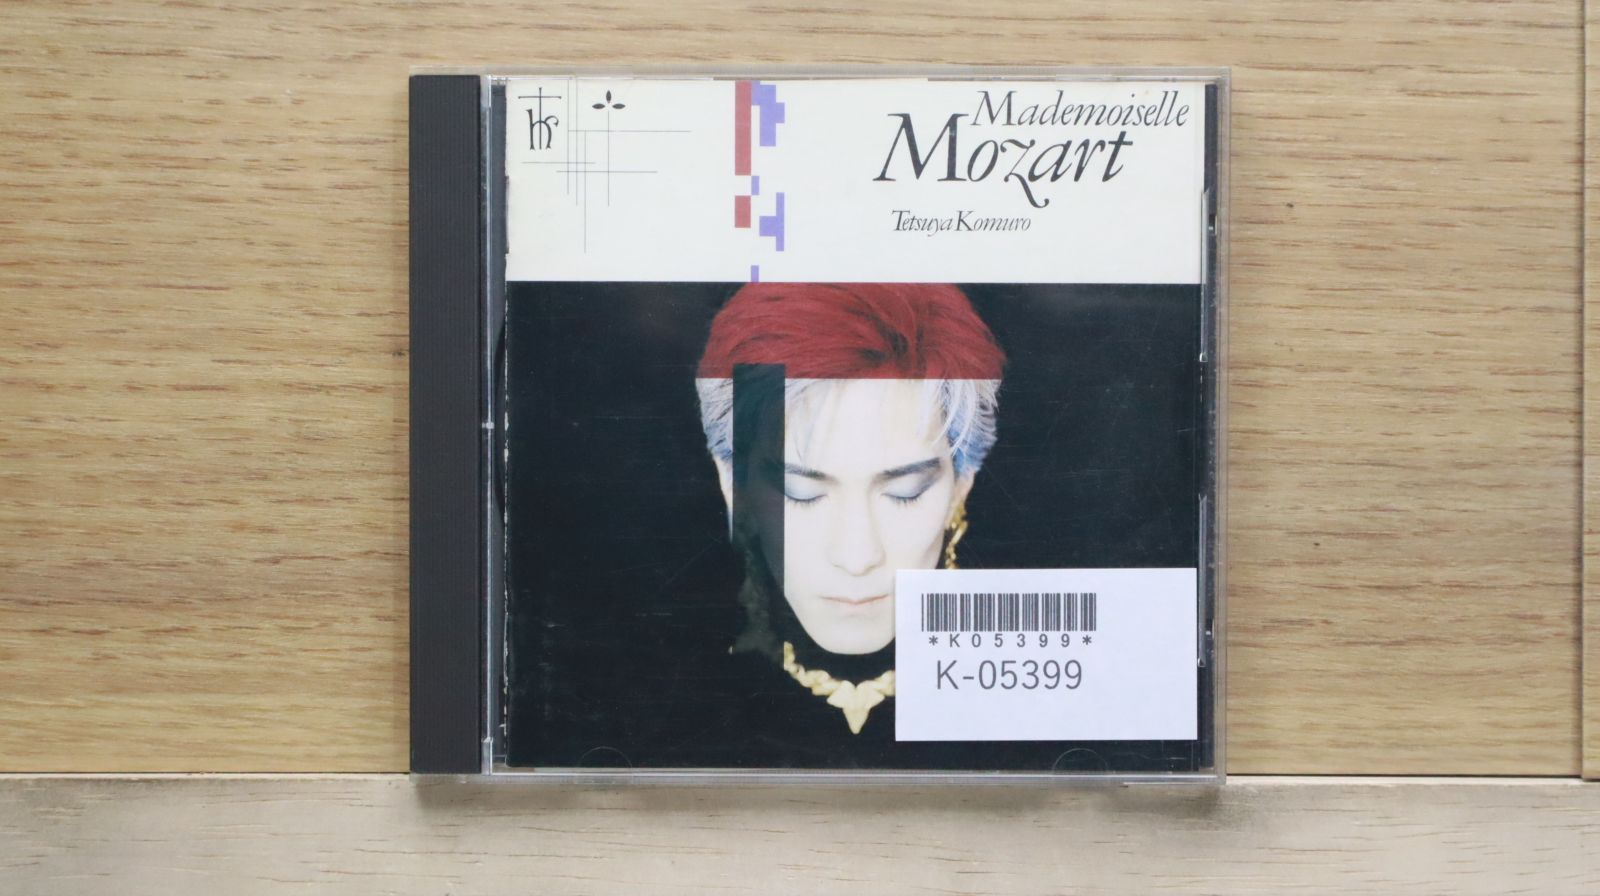 Mademoiselle
Mozart
Tetsuya Komuro
*K05399*
K-05399